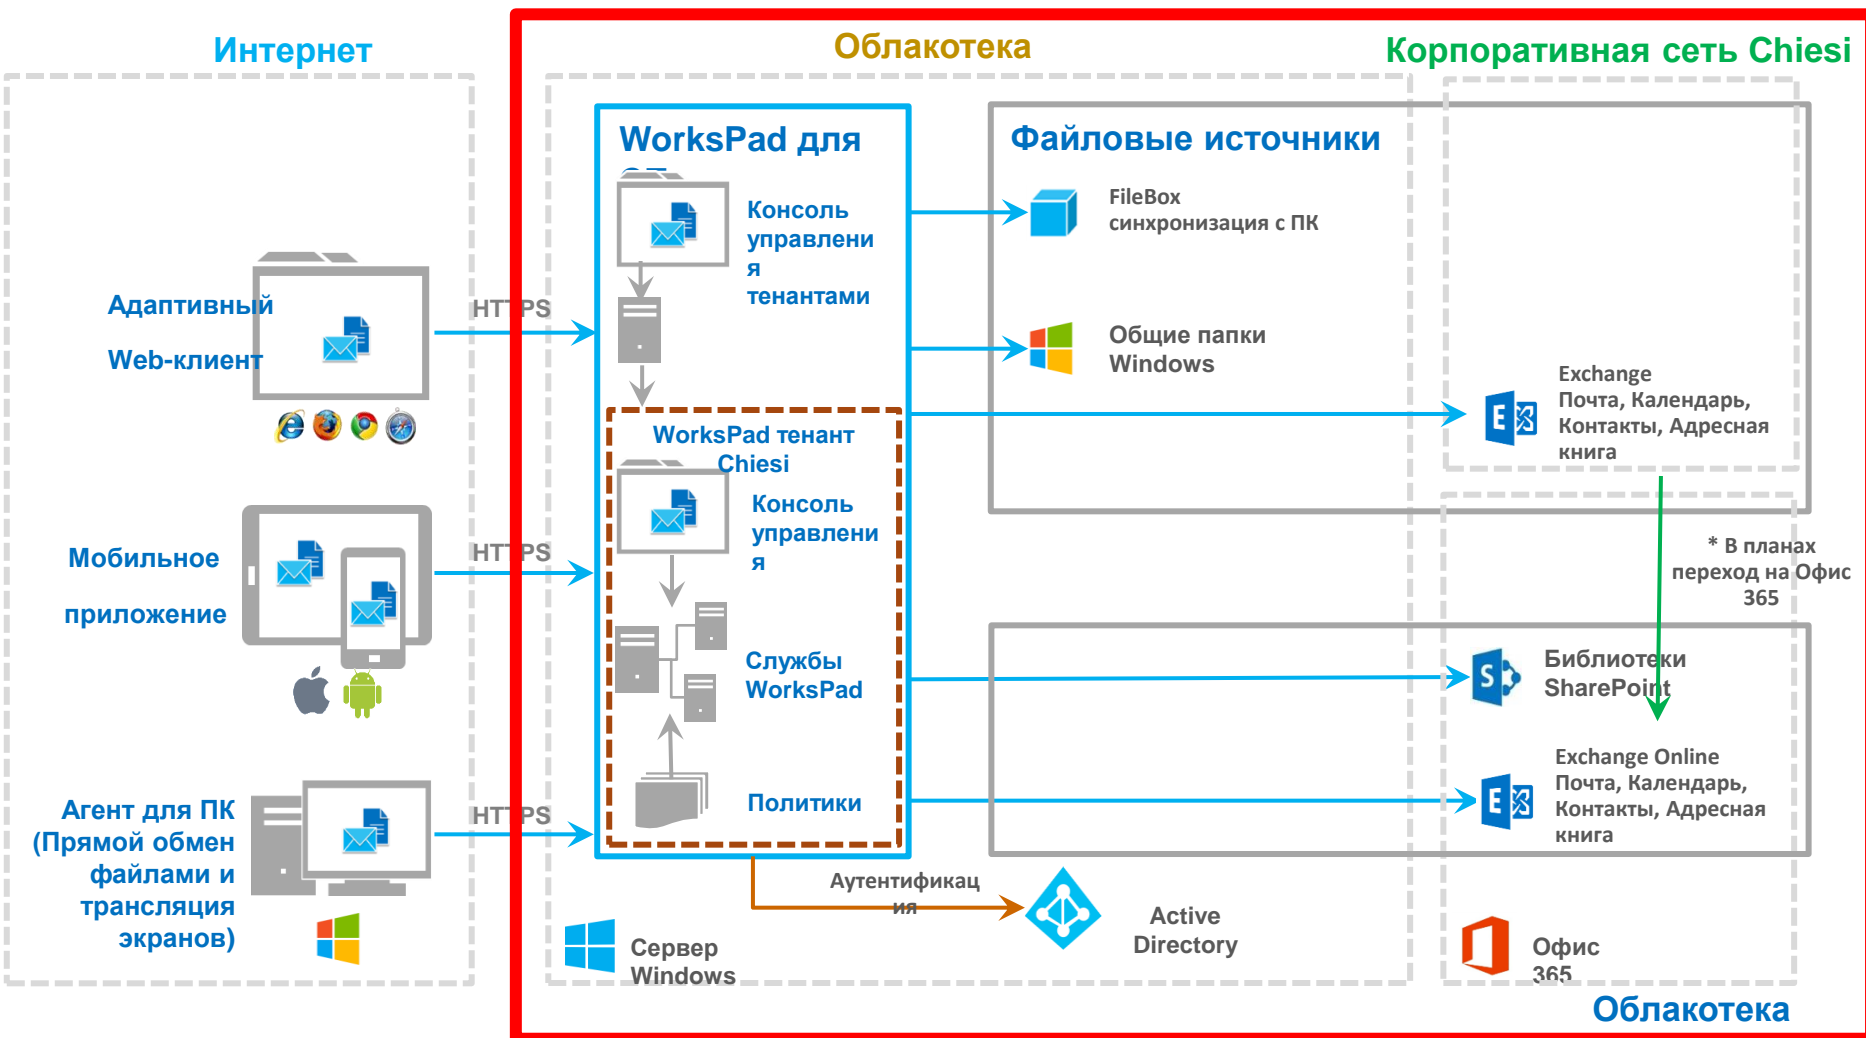 Интернет
Облакотека
Корпоративная сеть Chiesi
WorksPad для
Файловые источники
FileBox
синхронизация с ПК
Консоль
управлени
я
тенантами
Адаптивный
Web-клиент
HTTPS
Общие папки
Windows
Exchange
Почта, Календарь,
Контакты, Адресная
книга
WorksPad тенант
Chiesi
Консоль
управлени
я
Мобильное
приложение
HTTPS
* В планах
переход на Офис
365
Службы
WorksPad
Библиотеки
SharePoint
Exchange Online
Почта, Календарь,
Контакты, Адресная
книга
Политики
Агент для ПК
(Прямой обмен
файлами и
трансляция
экранов)
HTTPS
Аутентификац
ия
Active
Directory
Сервер
Windows
Офис
365
Облакотека